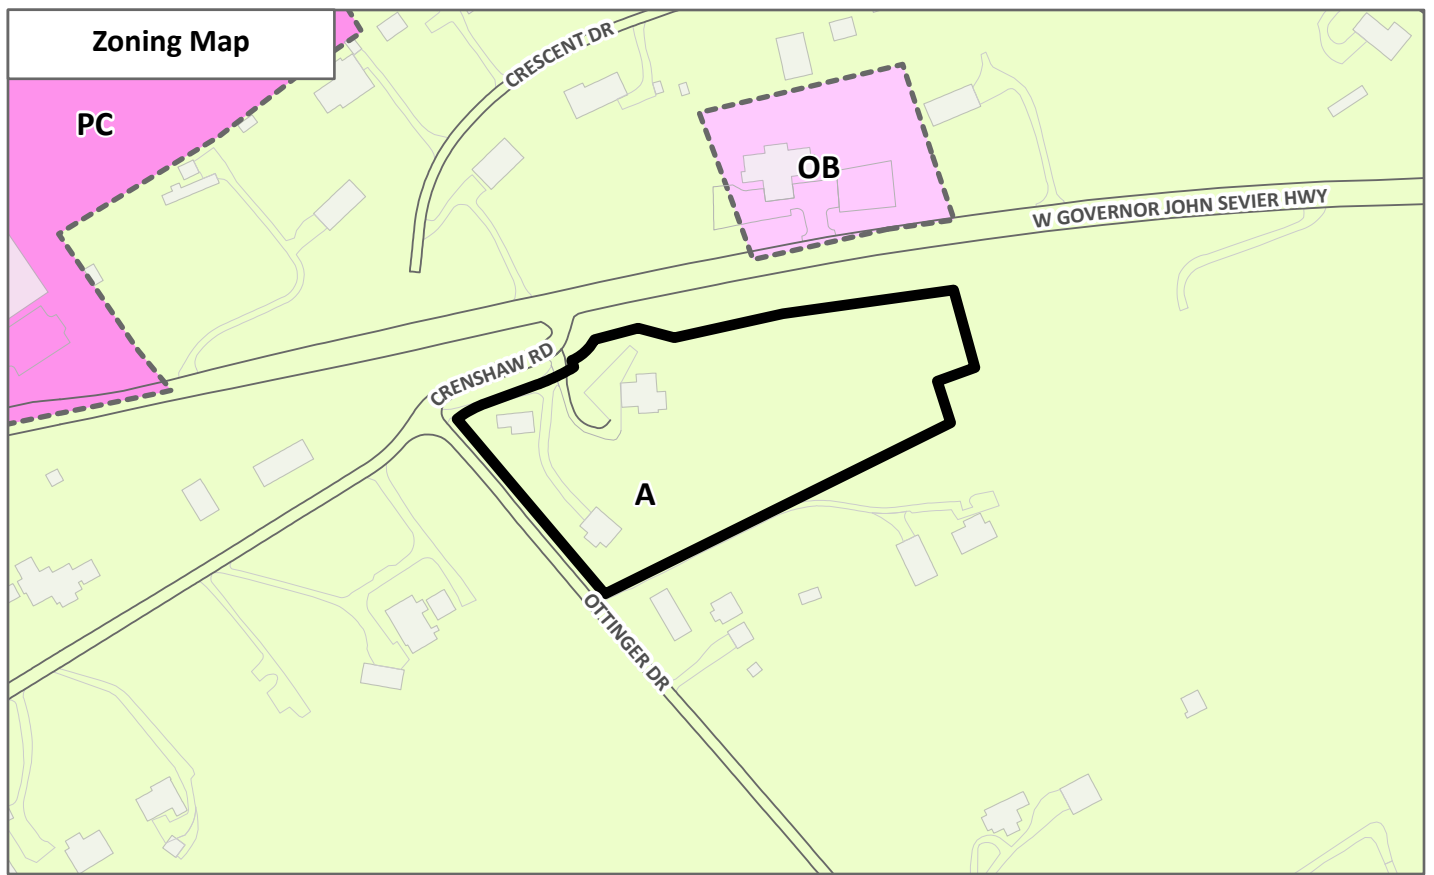 Zoning Map
CRESCENT DR
PC
OB
W GOVERNOR JOHN SEVIER HWY
CRENSHAW RD
A
OTTINGER DR